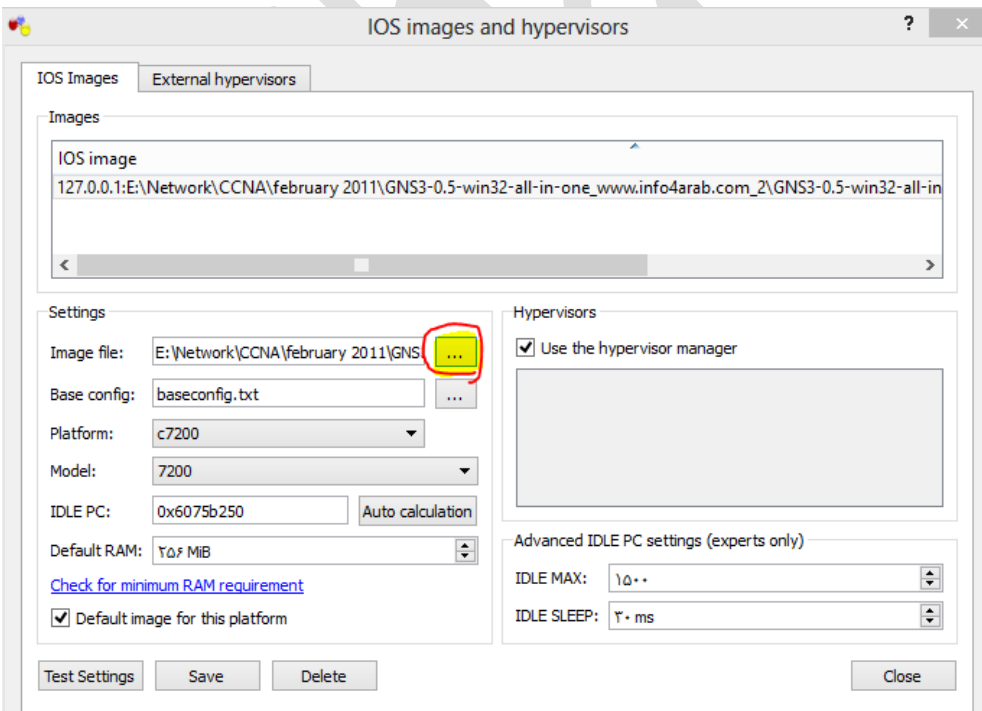 IOS images and hypervisors
?
IOS Images
External hypervisors
Images
IOS image
127.0.0.1:E:\Network\CCNA\february 2011\GNS3-0.5-win32-all-in-one_www.info4arab.com_2\GNS3-0.5-win32-all-in
Settings
Image file: E:\Network\CCNA\february 2011\GNS ...
Base config: baseconfig.txt ...
Platform: c7200
Model: 7200
IDLE PC: 0x6075b250 Auto calculation
Default RAM: ۲۵۶ MiB
Check for minimum RAM requirement
Default image for this platform
Hypervisors
Use the hypervisor manager
Advanced IDLE PC settings (experts only)
IDLE MAX: ۱۵۰۰
IDLE SLEEP: ۳۰ ms
Test Settings
Save
Delete
Close